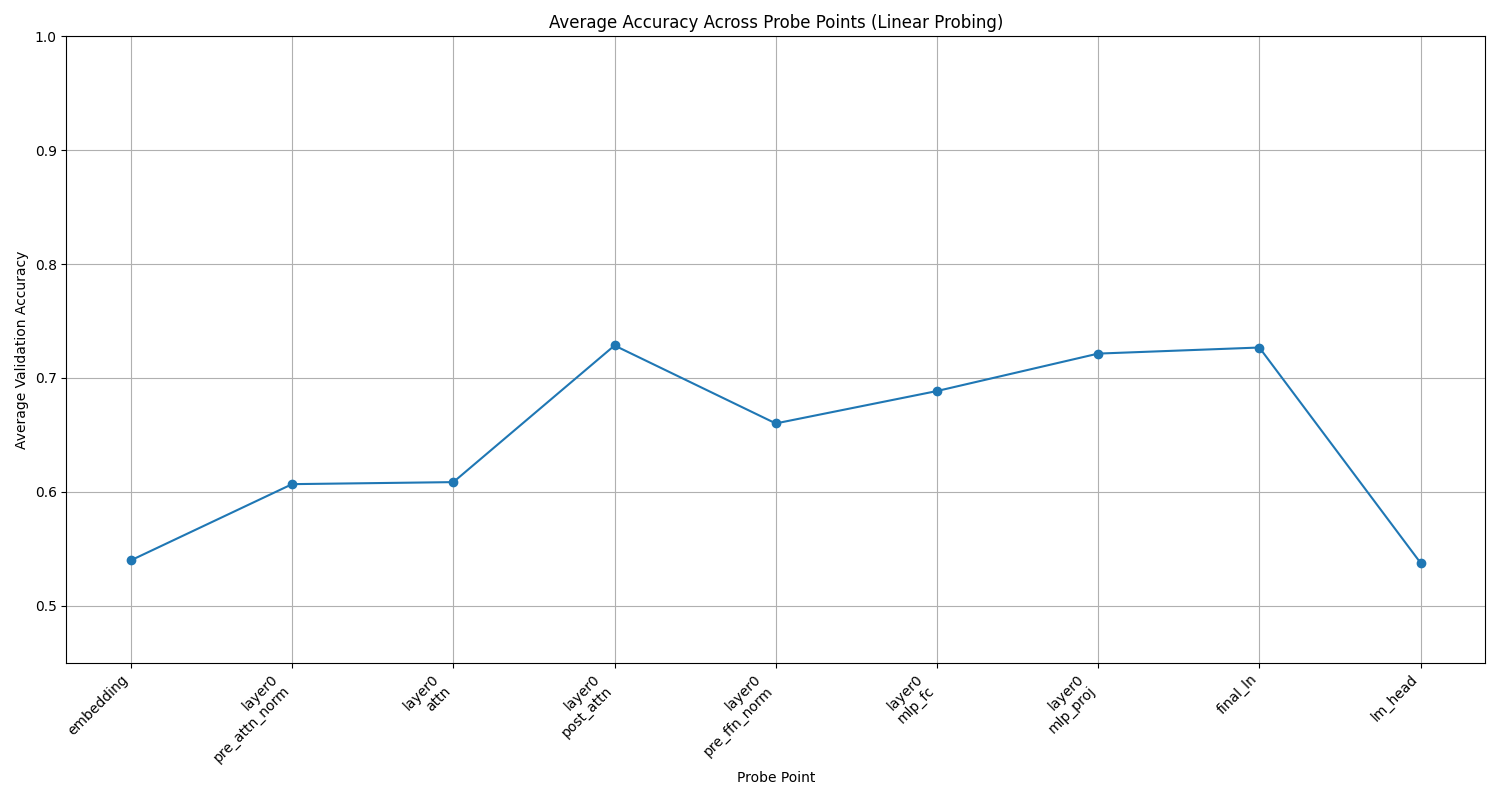 Average Accuracy Across Probe Points (Linear Probing)
Average Validation Accuracy
1.0
0.9
0.8
0.7
0.6
0.5
embedding
layer0
pre_attn_norm
layer0
attn
layer0
post_attn
layer0
pre_ffn_norm
layer0
mlp_fc
layer0
mlp_proj
final_ln
lm_head
Probe Point